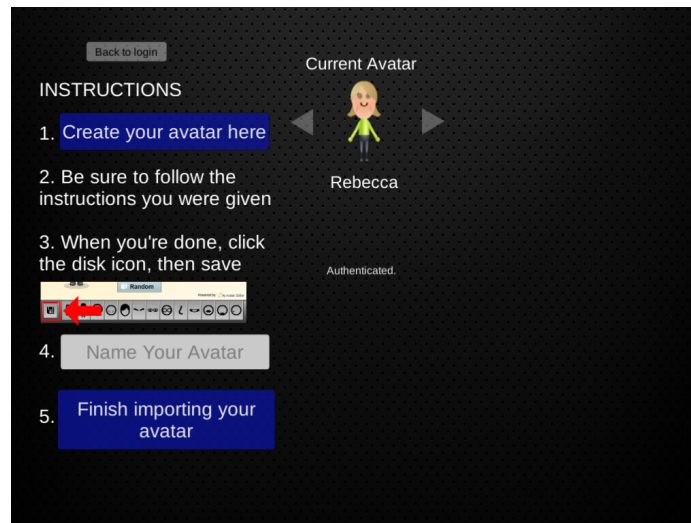 Back to login
INSTRUCTIONS
1. Create your avatar here
2. Be sure to follow the
instructions you were given
3. When you're done, click
the disk icon, then save
Random
4. Name Your Avatar
5. Finish importing your
avatar
Current Avatar
Rebecca
Authenticated.